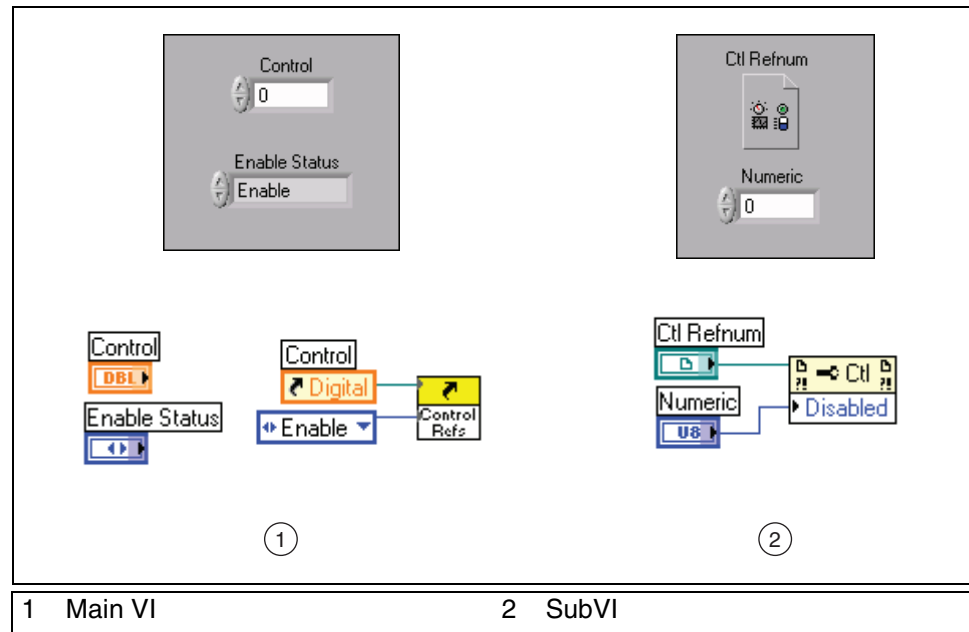 Control
0
Enable Status
Enable
Ctl Refnum
Numeric
0
Control
DBL
Enable Status
Control
Digital
Enable
Control
Refs
Ctl Refnum
Numeric
U8
?! Ctl ?!
Disabled
1
2
1 Main VI 2 SubVI